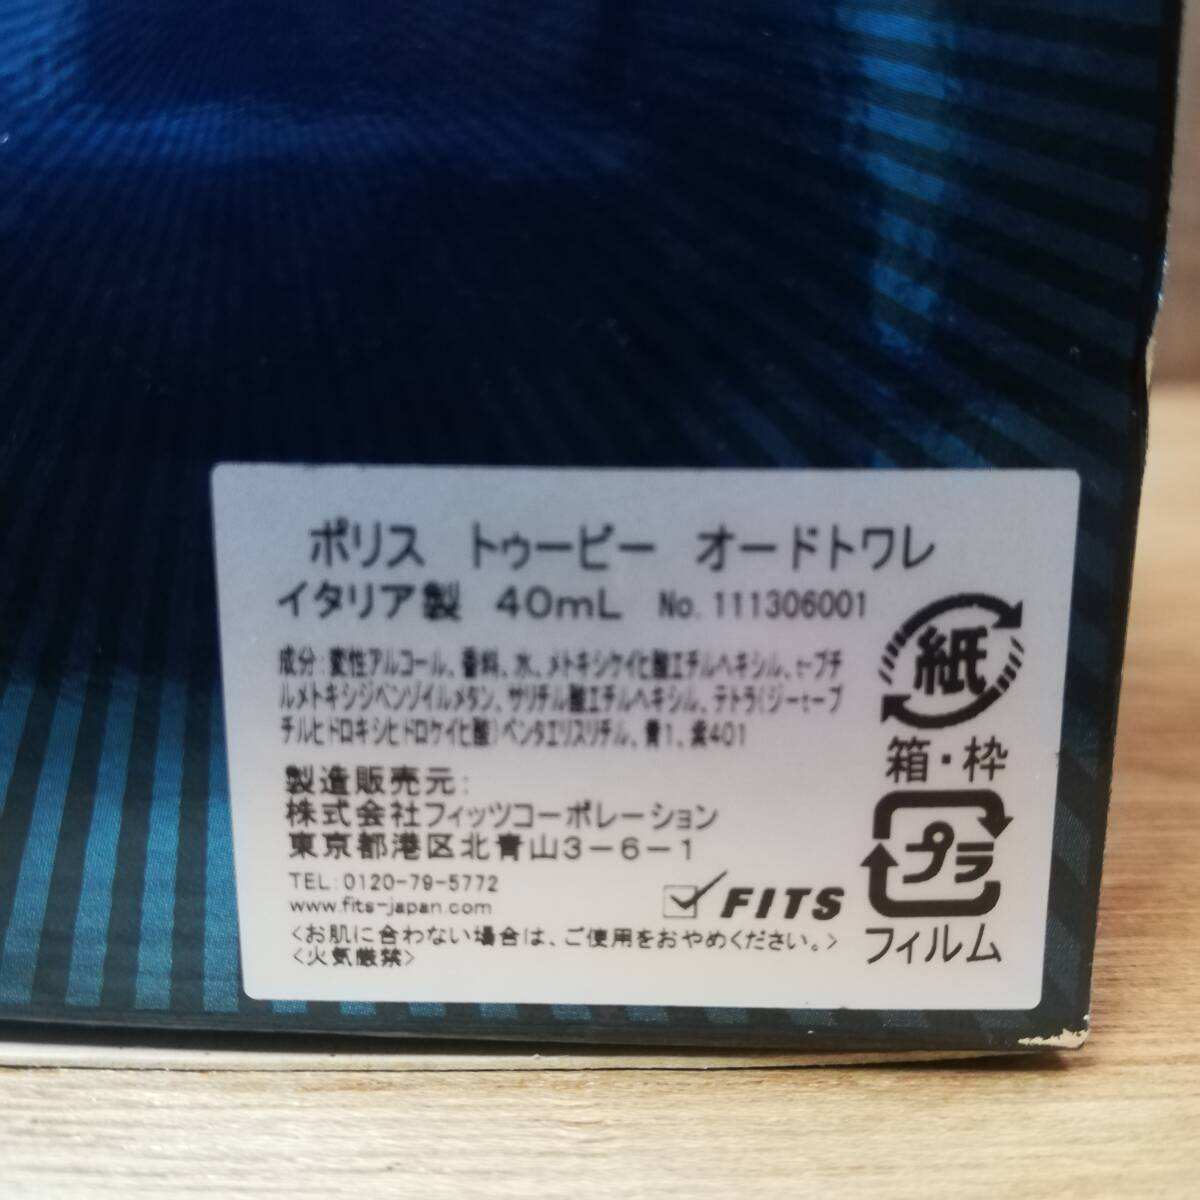 ポリス　トゥービー　オードトワレ
イタリア製　40mL　No. 111306001
成分：変性アルコール、香料、水、メトキシケイヒ酸エチルヘキシル、t-ブチ
ルメトキシジベンゾイルメタン、サリチル酸エチルヘキシル、テトラ(ジ-t-ブ
チルヒドロキシヒドロケイヒ酸)ペンタエリスリチル、青1、紫401
製造販売元：
株式会社フィッツコーポレーション
東京都港区北青山3-6-1
TEL:0120-79-5772
www.fits-japan.com
FITS
<お肌に合わない場合は、ご使用をおやめください。>
<火気厳禁>
紙
箱・枠
プラ
フィルム